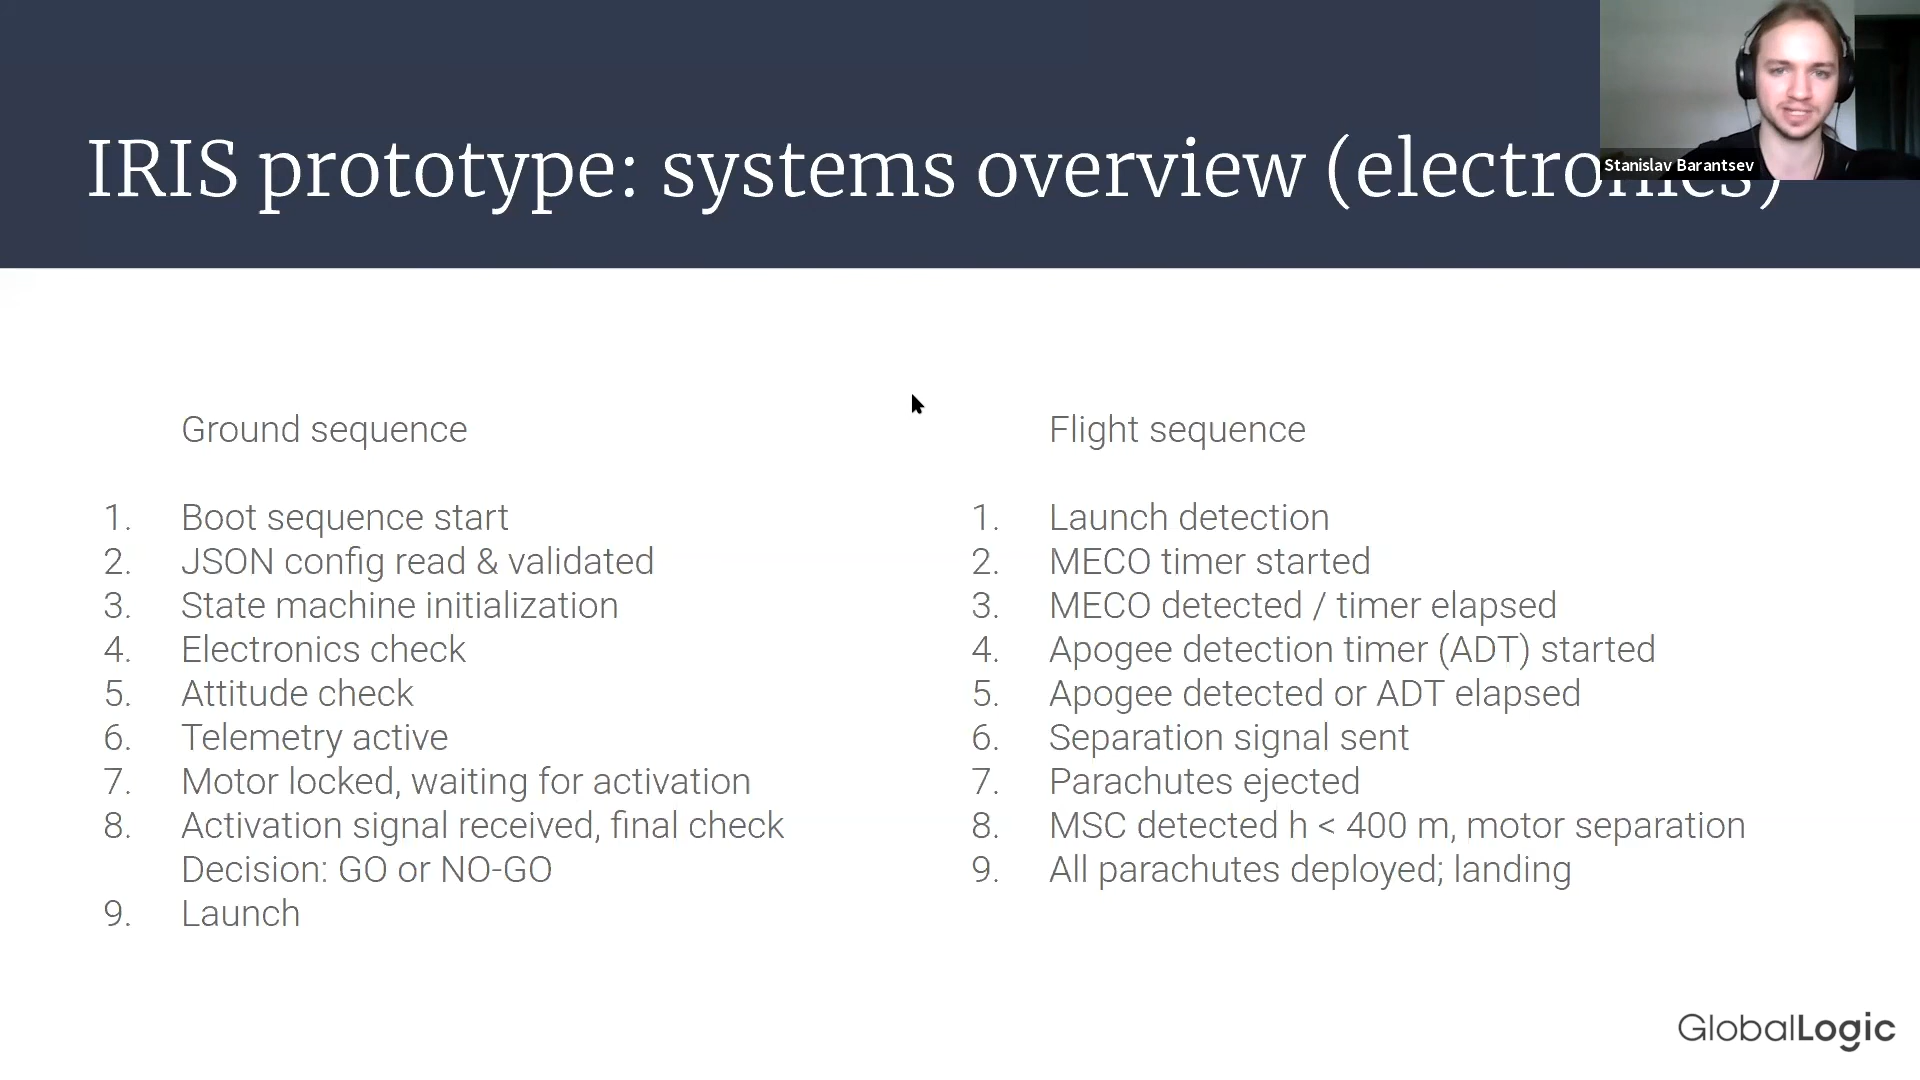 IRIS prototype: systems overview (electronics)
Stanislav Barantsev
Ground sequence
1. Boot sequence start
2. JSON config read & validated
3. State machine initialization
4. Electronics check
5. Attitude check
6. Telemetry active
7. Motor locked, waiting for activation
8. Activation signal received, final check
Decision: GO or NO-GO
9. Launch
Flight sequence
1. Launch detection
2. MECO timer started
3. MECO detected / timer elapsed
4. Apogee detection timer (ADT) started
5. Apogee detected or ADT elapsed
6. Separation signal sent
7. Parachutes ejected
8. MSC detected h < 400 m, motor separation
9. All parachutes deployed; landing
GlobalLogic